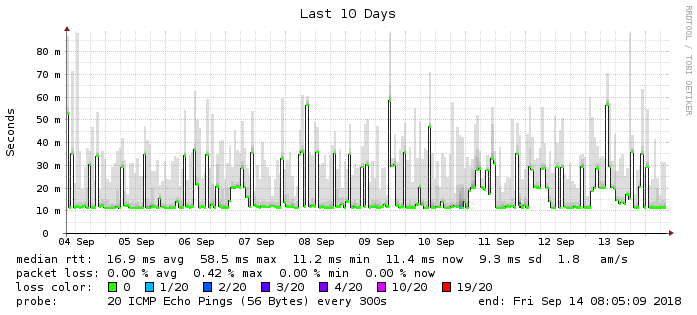 Last 10 Days
RRDTOOL / TOBI OETIKER
Seconds
80 m
70 m
60 m
50 m
40 m
30 m
20 m
10 m
0
04 Sep 05 Sep 06 Sep 07 Sep 08 Sep 09 Sep 10 Sep 11 Sep 12 Sep 13 Sep
median rtt: 16.9 ms avg 58.5 ms max 11.2 ms min 11.4 ms now 9.3 ms sd 1.8 am/s
packet loss: 0.00 % avg 0.42 % max 0.00 % min 0.00 % now
loss color: 0 1/20 2/20 3/20 4/20 10/20 19/20
probe: 20 ICMP Echo Pings (56 Bytes) every 300s end: Fri Sep 14 08:05:09 2018